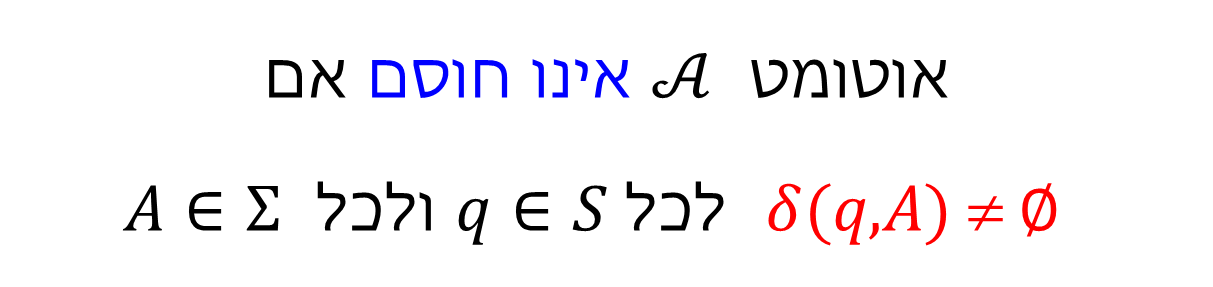 אוטומט 𝒜 אינו חוסם אם
δ(q,A) ≠ ∅ לכל q ∈ S ולכל A ∈ Σ